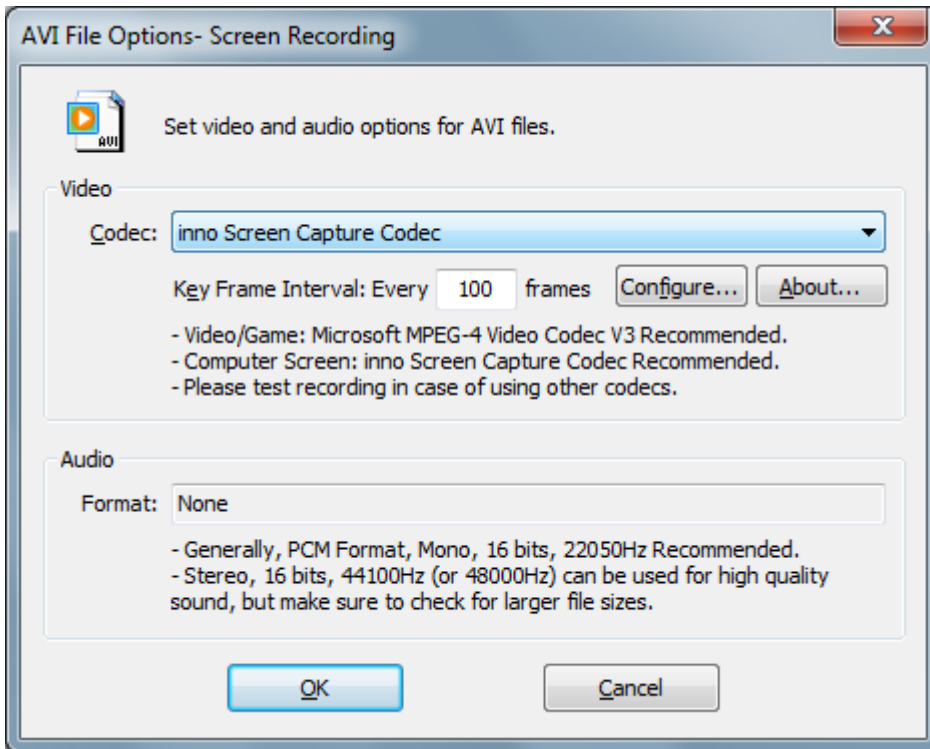 AVI File Options- Screen Recording
AVI
Set video and audio options for AVI files.
Video
Codec: inno Screen Capture Codec
Key Frame Interval: Every 100 frames Configure... About...
- Video/Game: Microsoft MPEG-4 Video Codec V3 Recommended.
- Computer Screen: inno Screen Capture Codec Recommended.
- Please test recording in case of using other codecs.
Audio
Format: None
- Generally, PCM Format, Mono, 16 bits, 22050Hz Recommended.
- Stereo, 16 bits, 44100Hz (or 48000Hz) can be used for high quality
sound, but make sure to check for larger file sizes.
OK Cancel